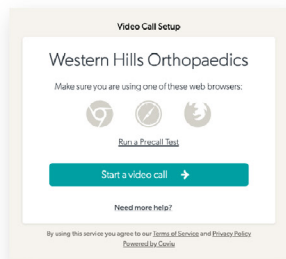 Video Call Setup
Western Hills Orthopaedics
Make sure you are using one of these web browsers:
Run a Precall Test
Start a video call
Need more help?
By using this service you agree to our Terms of Service and Privacy Policy
Powered by Coviu